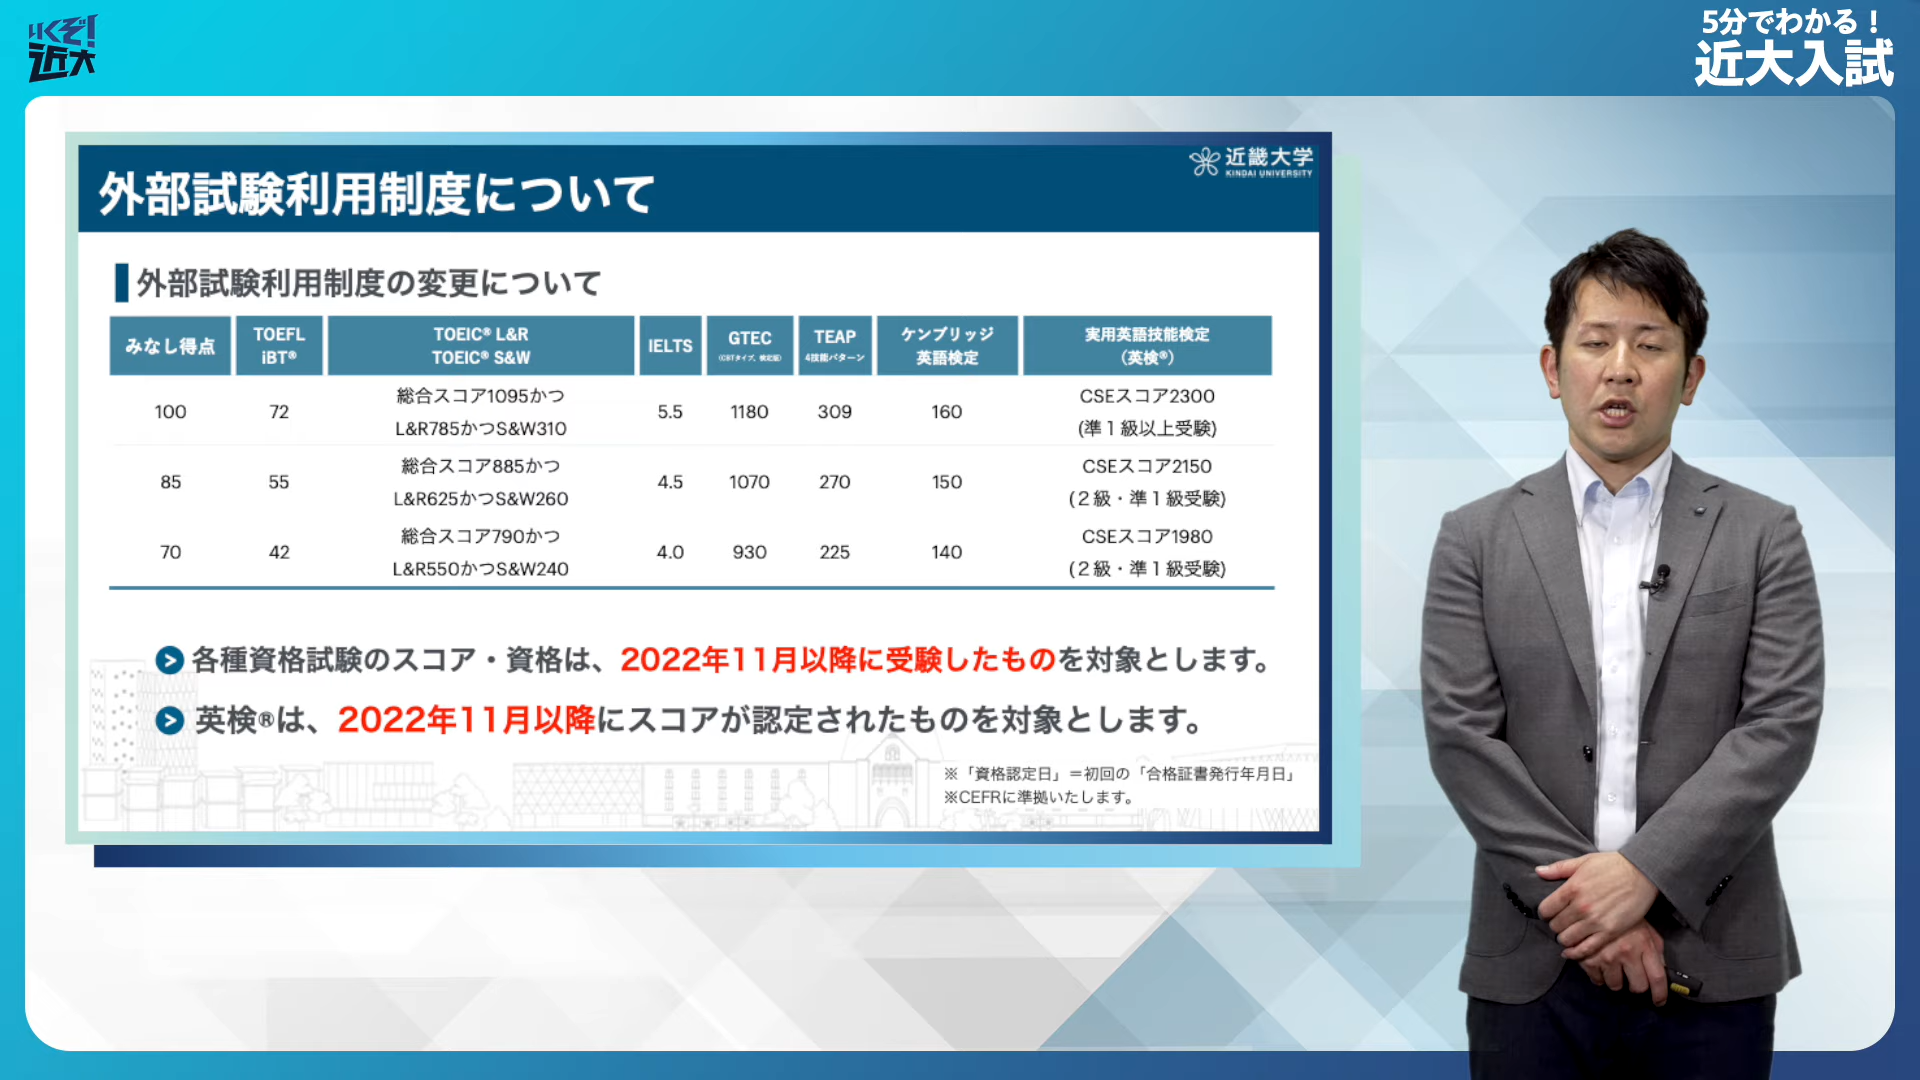 いくぞ!
近大
5分でわかる！
近大入試
近畿大学
KINDAI UNIVERSITY
外部試験利用制度について
外部試験利用制度の変更について
みなし得点 TOEFL iBT® TOEIC® L&R TOEIC® S&W IELTS GTEC (CBTタイプ、検定版) TEAP 4技能パターン ケンブリッジ英語検定 実用英語技能検定（英検®）
100 72 総合スコア1095かつ L&R785かつS&W310 5.5 1180 309 160 CSEスコア2300 (準１級以上受験)
85 55 総合スコア885かつ L&R625かつS&W260 4.5 1070 270 150 CSEスコア2150 (２級・準１級受験)
70 42 総合スコア790かつ L&R550かつS&W240 4.0 930 225 140 CSEスコア1980 (２級・準１級受験)
各種資格試験のスコア・資格は、2022年11月以降に受験したものを対象とします。
英検®は、2022年11月以降にスコアが認定されたものを対象とします。
※「資格認定日」＝初回の「合格証書発行年月日」
※CEFRに準拠いたします。